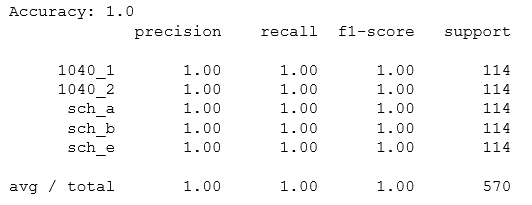 Accuracy: 1.0
precision recall f1-score support
1040_1 1.00 1.00 1.00 114
1040_2 1.00 1.00 1.00 114
sch_a 1.00 1.00 1.00 114
sch_b 1.00 1.00 1.00 114
sch_e 1.00 1.00 1.00 114
avg / total 1.00 1.00 1.00 570